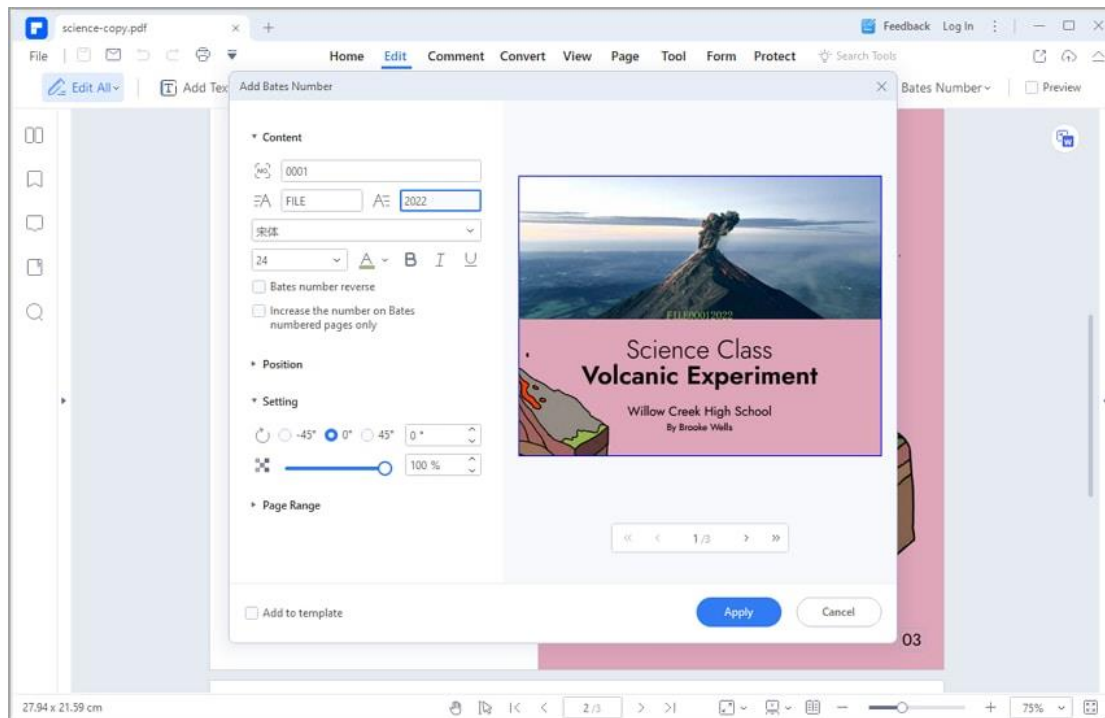 science-copy.pdf
Feedback Log In
File
Home Edit Comment Convert View Page Tool Form Protect Search Tools
Edit All
Add Tex
Bates Number
Preview
Add Bates Number
Content
NO
0001
FILE
2022
宋体
24
A B I U
Bates number reverse
Increase the number on Bates
numbered pages only
Position
Setting
-45° 0° 45° 0 °
100 %
Page Range
FILE00012022
Science Class
Volcanic Experiment
Willow Creek High School
By Brooke Wells
1 /3
Add to template
Apply
Cancel
03
27.94 x 21.59 cm
2 /3
75%